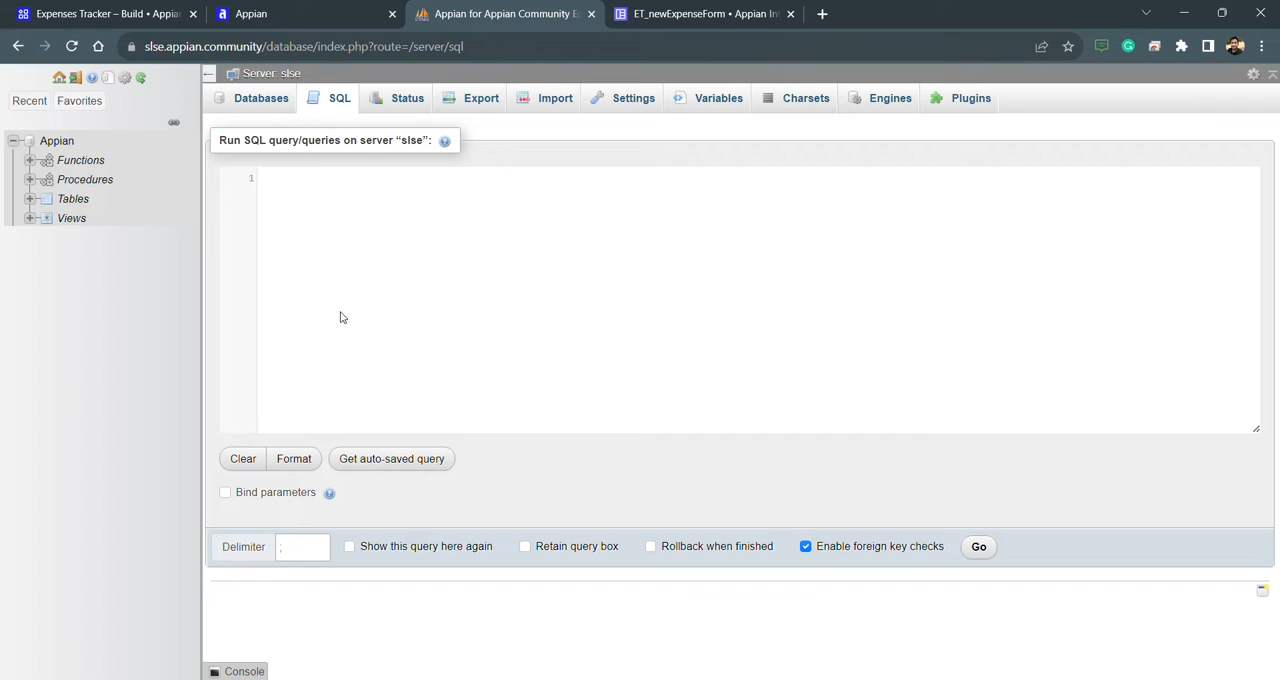 Expenses Tracker – Build • Appian
Appian
Appian for Appian Community E
ET_newExpenseForm • Appian Int
slse.appian.community/database/index.php?route=/server/sql
Server: slse
Recent
Favorites
Databases
SQL
Status
Export
Import
Settings
Variables
Charsets
Engines
Plugins
Run SQL query/queries on server “slse”:
Appian
Functions
Procedures
Tables
Views
1
Clear
Format
Get auto-saved query
Bind parameters
Delimiter
;
Show this query here again
Retain query box
Rollback when finished
Enable foreign key checks
Go
Console